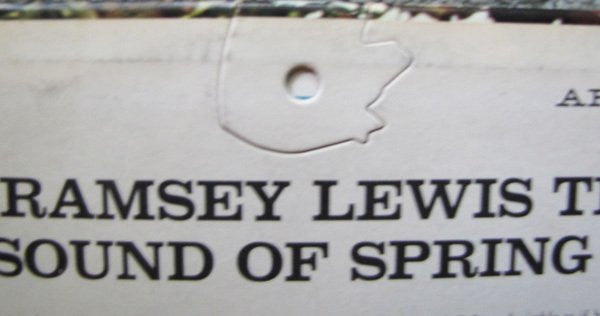 RAMSEY LEWIS
SOUND OF SPRING